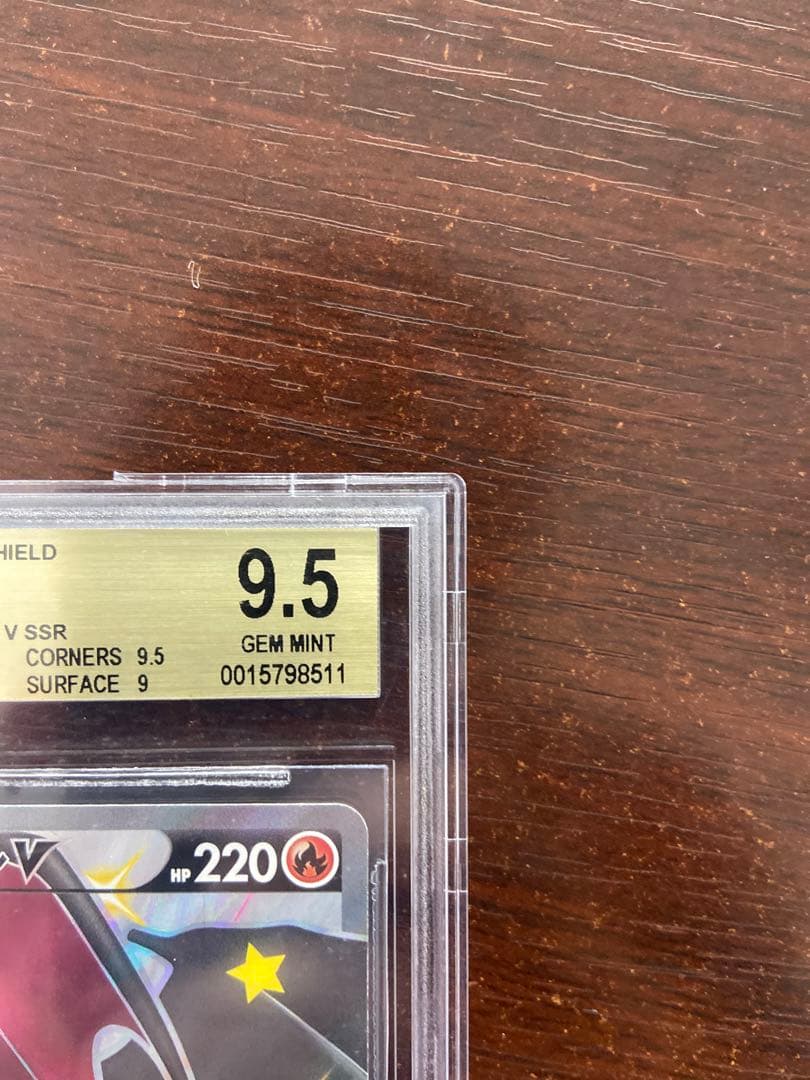 HIELD
9.5
V SSR
GEM MINT
CORNERS 9.5
SURFACE 9
0015798511
V
HP 220